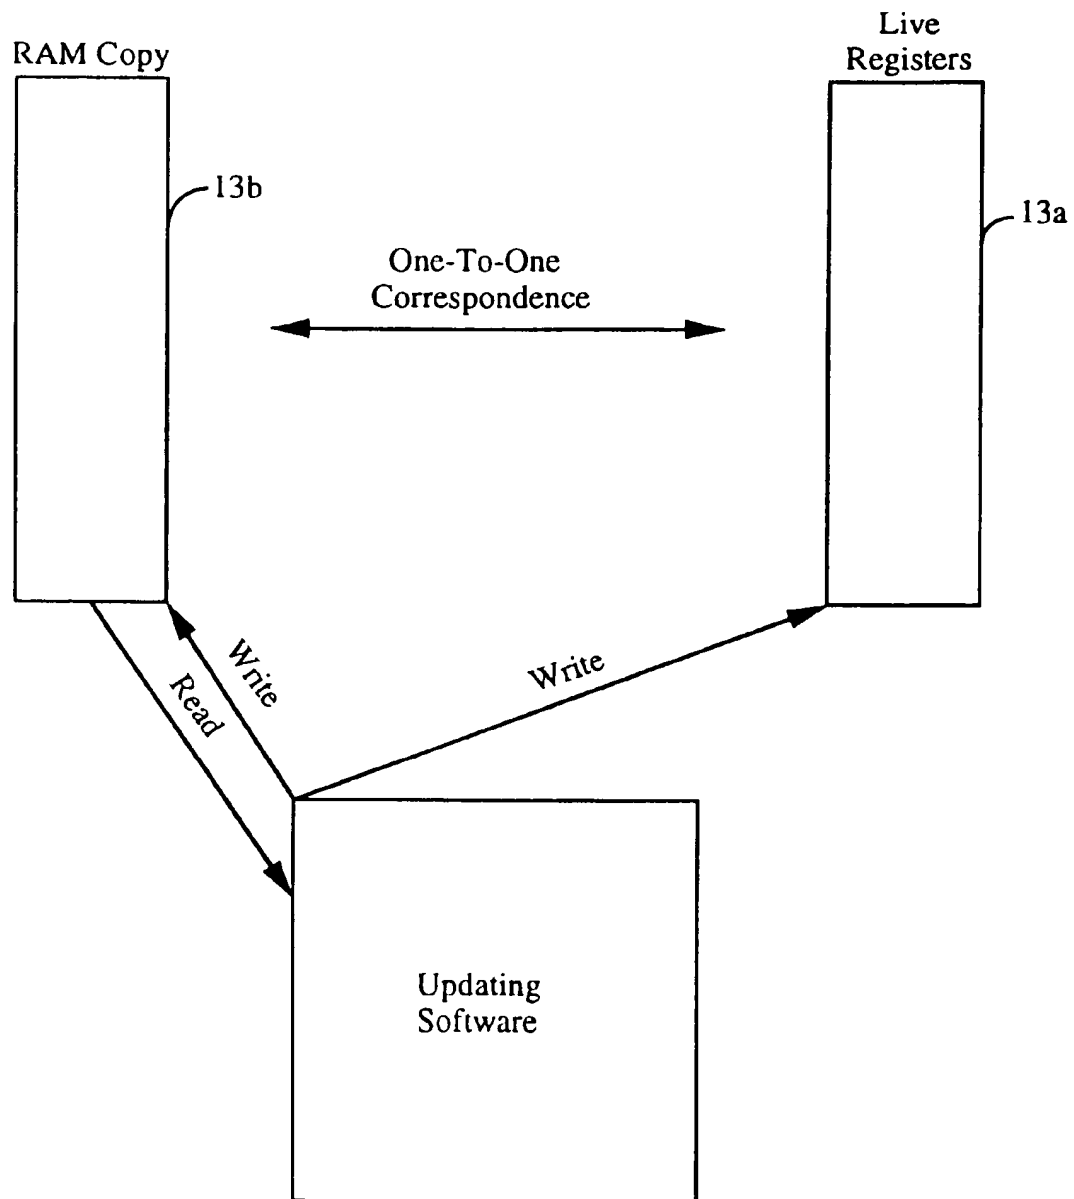 Live
Registers
RAM Copy
13b
13a
One-To-One
Correspondence
Write
Read
Write
Updating
Software